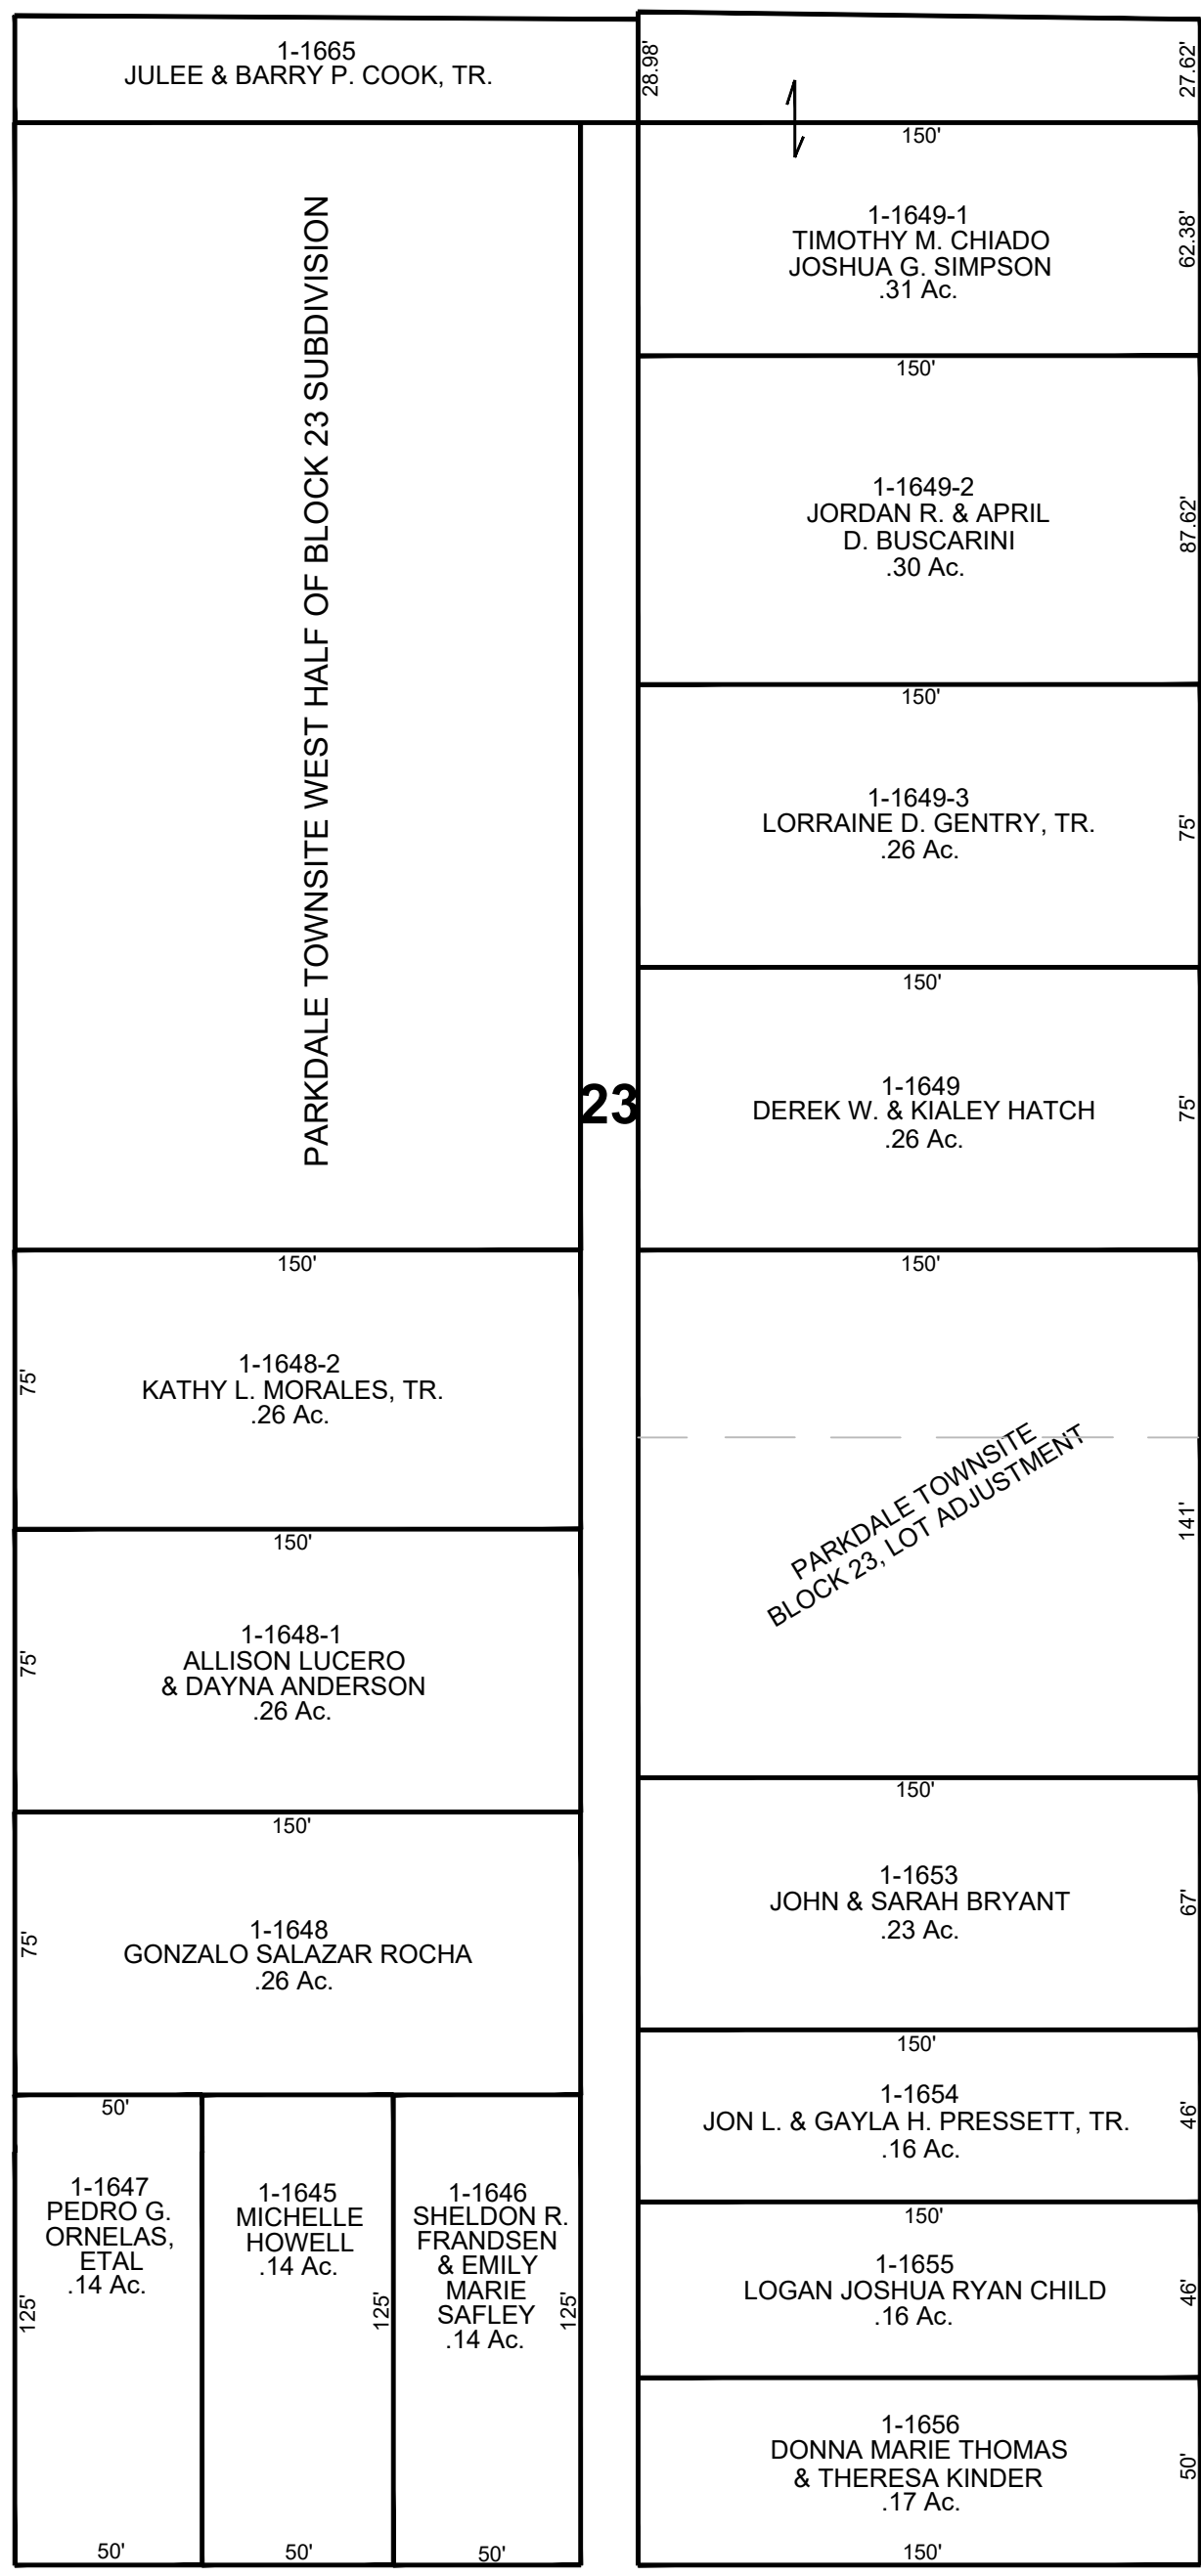 1-1665
JULEE & BARRY P. COOK, TR.
28.98'
27.62'
PARKDALE TOWNSITE WEST HALF OF BLOCK 23 SUBDIVISION
150'
1-1649-1
TIMOTHY M. CHIADO
JOSHUA G. SIMPSON
.31 Ac.
62.38'
150'
1-1649-2
JORDAN R. & APRIL
D. BUSCARINI
.30 Ac.
87.62'
150'
1-1649-3
LORRAINE D. GENTRY, TR.
.26 Ac.
75'
150'
23
1-1649
DEREK W. & KIALEY HATCH
.26 Ac.
75'
150'
PARKDALE TOWNSITE
BLOCK 23, LOT ADJUSTMENT
141'
150'
1-1648-2
KATHY L. MORALES, TR.
.26 Ac.
75'
150'
1-1648-1
ALLISON LUCERO
& DAYNA ANDERSON
.26 Ac.
75'
150'
1-1648
GONZALO SALAZAR ROCHA
.26 Ac.
75'
150'
1-1653
JOHN & SARAH BRYANT
.23 Ac.
67'
150'
1-1654
JON L. & GAYLA H. PRESSETT, TR.
.16 Ac.
46'
150'
1-1655
LOGAN JOSHUA RYAN CHILD
.16 Ac.
46'
50'
1-1647
PEDRO G.
ORNELAS,
ETAL
.14 Ac.
125'
50'
1-1645
MICHELLE
HOWELL
.14 Ac.
125'
50'
1-1646
SHELDON R.
FRANDSEN
& EMILY
MARIE
SAFLEY
.14 Ac.
125'
50'
1-1656
DONNA MARIE THOMAS
& THERESA KINDER
.17 Ac.
50'
150'